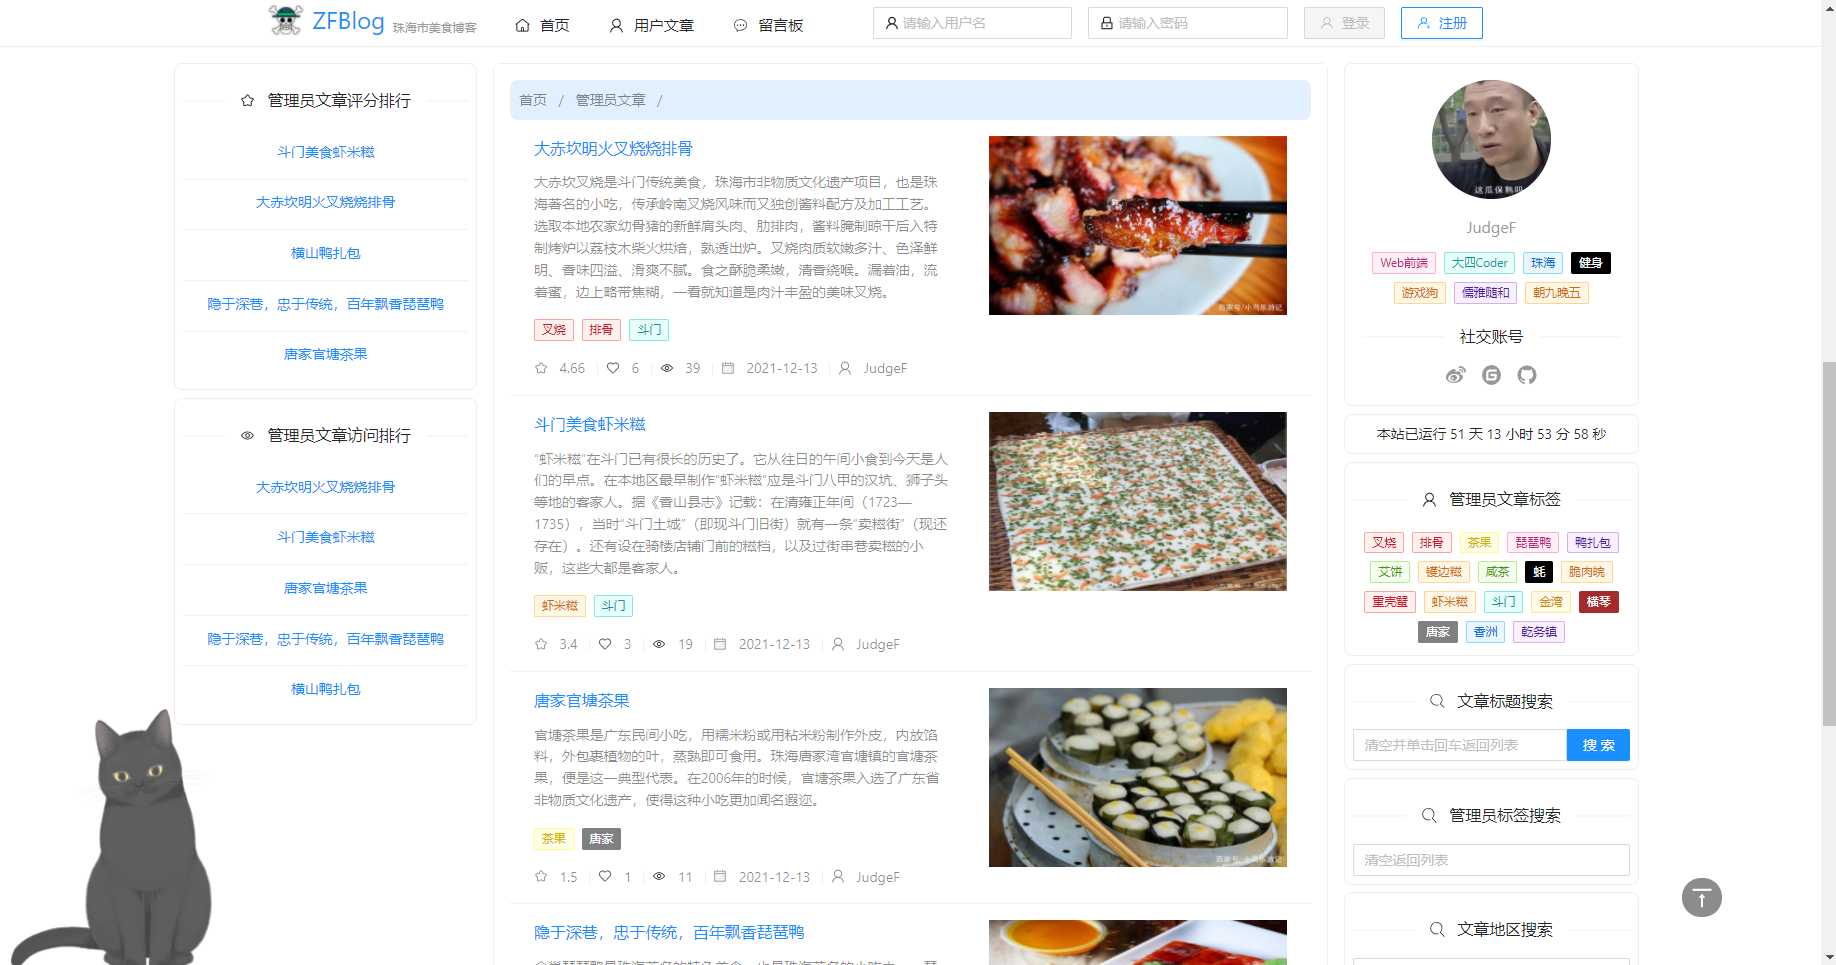 ZFBlog 珠海市美食博客
首页
用户文章
留言板
请输入用户名
请输入密码
登录
注册
管理员文章评分排行
斗门美食虾米糍
大赤坎明火叉烧烧排骨
横山鸭扎包
隐于深巷，忠于传统，百年飘香琵琶鸭
唐家官塘茶果
管理员文章访问排行
大赤坎明火叉烧烧排骨
斗门美食虾米糍
唐家官塘茶果
隐于深巷，忠于传统，百年飘香琵琶鸭
横山鸭扎包
首页 / 管理员文章 /
大赤坎明火叉烧烧排骨
大赤坎叉烧是斗门传统美食，珠海市非物质文化遗产项目，也是珠
海著名的小吃，传承岭南叉烧风味而又独创酱料配方及加工工艺。
选取本地农家幼骨猪的新鲜肩头肉、肋排肉，酱料腌制晾干后入特
制烤炉以荔枝木柴火烘焙，熟透出炉。叉烧肉质软嫩多汁、色泽鲜
明、香味四溢、滑爽不腻。食之酥脆柔嫩，清香绕喉。漏着油，流
着蜜，边上略带焦糊，一看就知道是肉汁丰盈的美味叉烧。
叉烧 排骨 斗门
4.66 6 39 2021-12-13 JudgeF
百家号/小鸟乐游记
斗门美食虾米糍
“虾米糍”在斗门已有很长的历史了。它从往日的午间小食到今天是人
们的早点。在本地区最早制作“虾米糍”应是斗门八甲的汉坑、狮子头
等地的客家人。据《香山县志》记载：在清雍正年间（1723—
1735），当时“斗门土城”（即现斗门旧街）就有一条“卖糍街”（现还
存在）。还有设在骑楼店铺门前的糍档，以及过街串巷卖糍的小
贩，这些大都是客家人。
虾米糍 斗门
3.4 3 19 2021-12-13 JudgeF
唐家官塘茶果
官塘茶果是广东民间小吃，用糯米粉或用粘米粉制作外皮，内放馅
料，外包裹植物的叶，蒸熟即可食用。珠海唐家湾官塘镇的官塘茶
果，便是这一典型代表。在2006年的时候，官塘茶果入选了广东省
非物质文化遗产，使得这种小吃更加闻名遐迩。
茶果 唐家
1.5 1 11 2021-12-13 JudgeF
百家号/小鸟乐游记
隐于深巷，忠于传统，百年飘香琵琶鸭
这瓜保熟吗
JudgeF
Web前端 大四Coder 珠海 健身
游戏狗 儒雅随和 朝九晚五
社交账号
本站已运行 51 天 13 小时 53 分 58 秒
管理员文章标签
叉烧 排骨 茶果 琵琶鸭 鸭扎包
艾饼 镬边糍 咸茶 蚝 脆肉皖
重壳蟹 虾米糍 斗门 金湾 横琴
唐家 香洲 乾务镇
文章标题搜索
清空并单击回车返回列表
搜 索
管理员标签搜索
清空返回列表
文章地区搜索